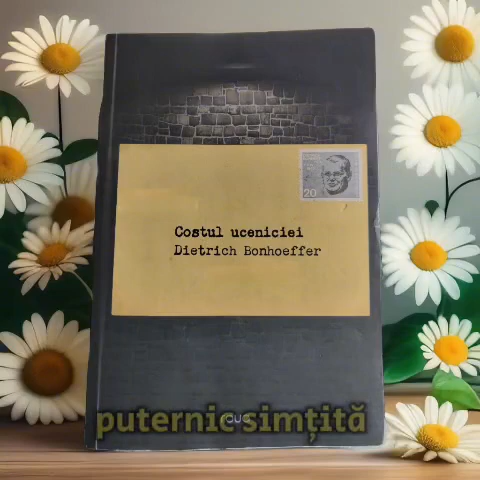 20
Costul uceniciei
Dietrich Bonhoeffer
puternic simțită